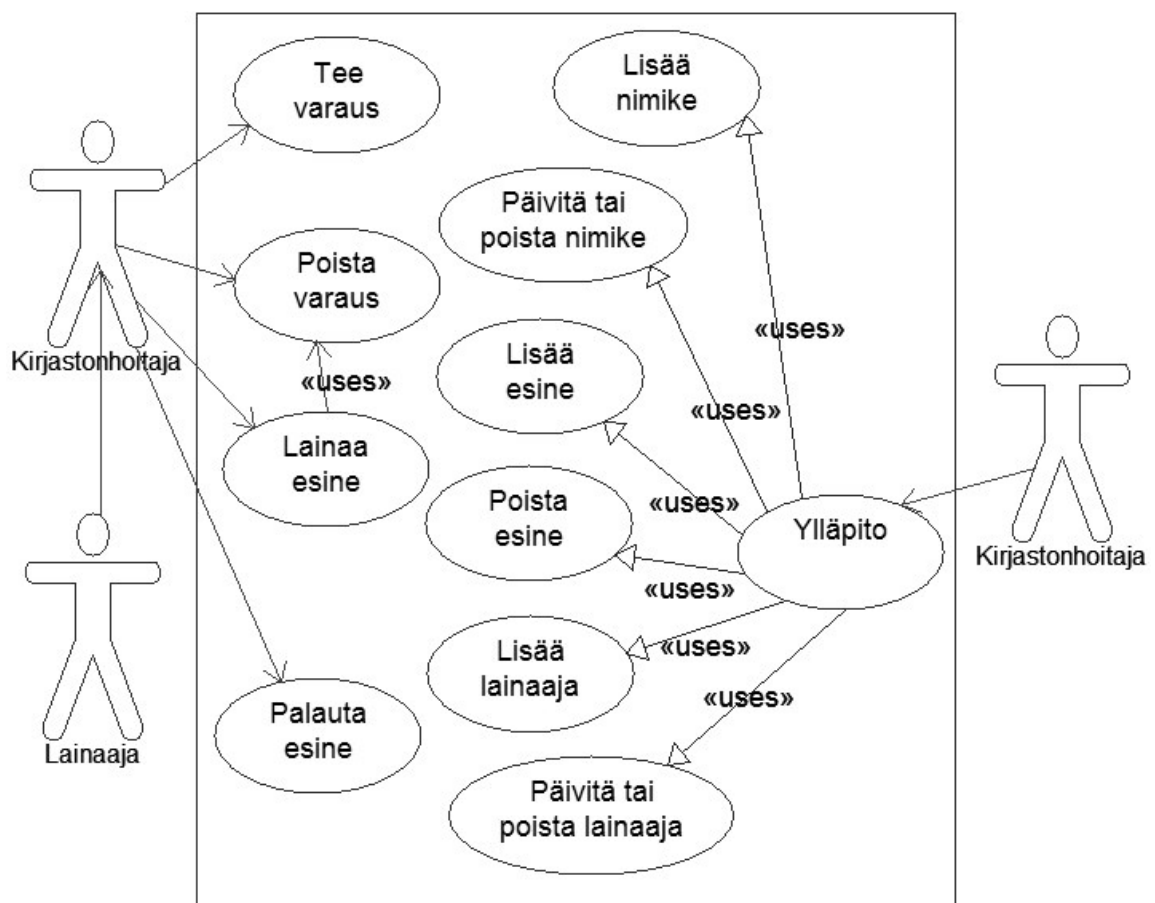 Tee
varaus
Lisää
nimike
Päivitä tai
poista nimike
Poista
varaus
Kirjastonhoitaja
«uses»
Lisää
esine
«uses»
«uses»
Lainaa
esine
Poista
esine
«uses»
Ylläpito
Kirjastonhoitaja
«uses»
Lisää
lainaaja
«uses»
«uses»
Lainaaja
Palauta
esine
Päivitä tai
poista lainaaja